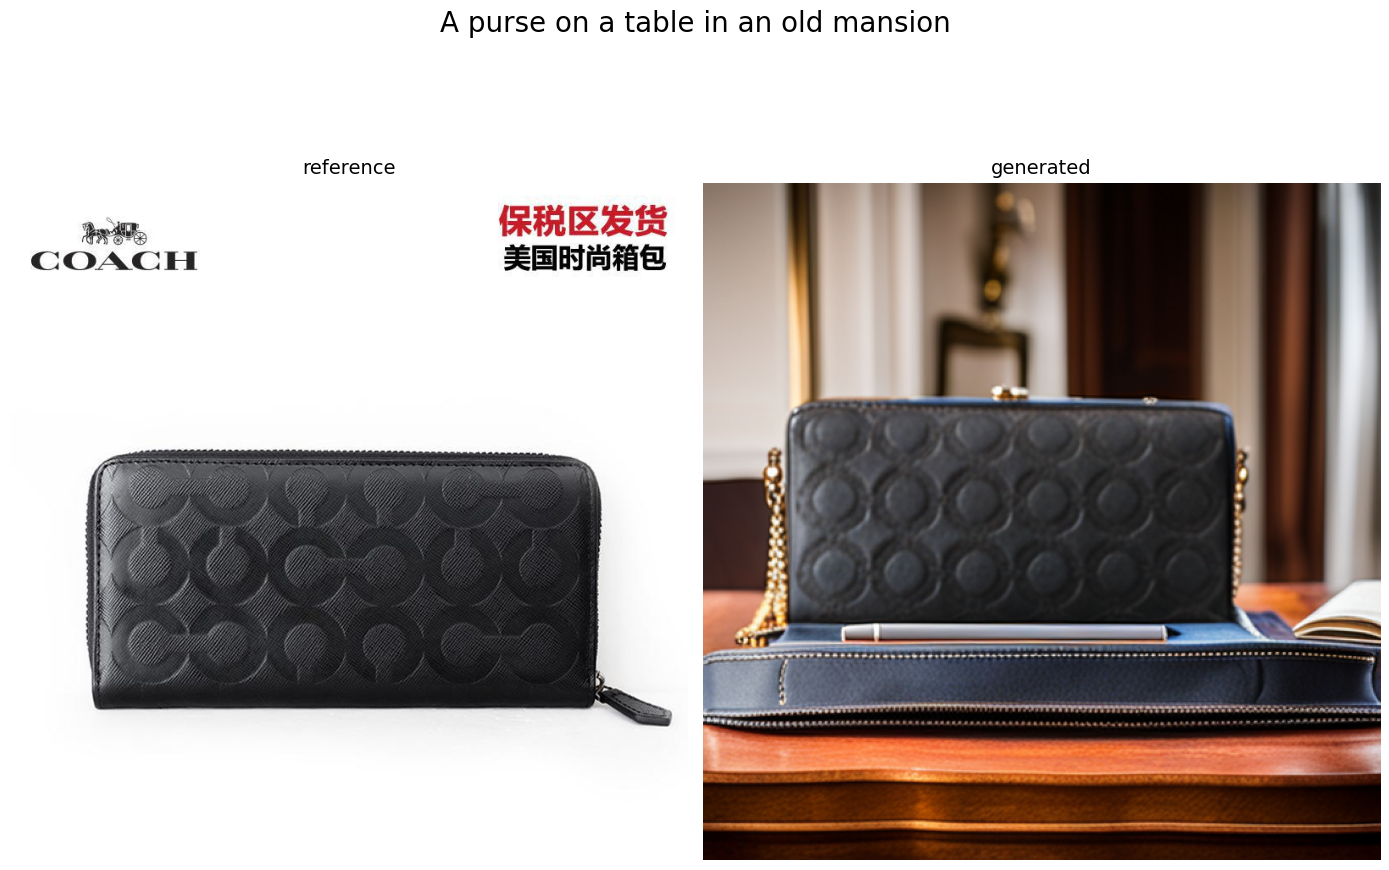 A purse on a table in an old mansion
reference
generated
COACH
保税区发货
美国时尚箱包